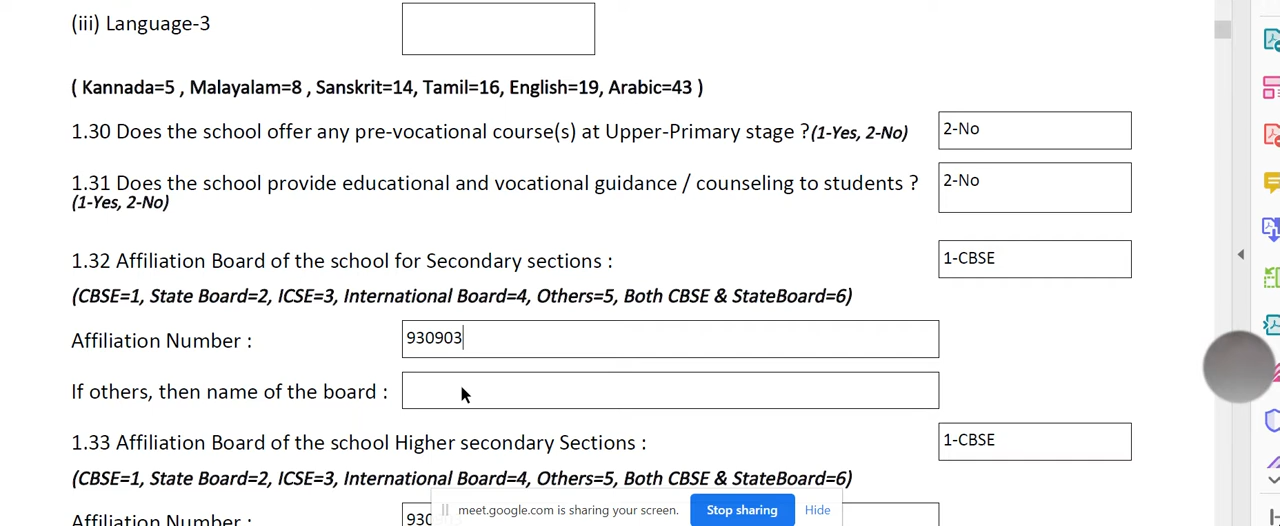 (iii) Language-3
( Kannada=5 , Malayalam=8 , Sanskrit=14, Tamil=16, English=19, Arabic=43 )
1.30 Does the school offer any pre-vocational course(s) at Upper-Primary stage ?(1-Yes, 2-No) 2-No
1.31 Does the school provide educational and vocational guidance / counseling to students ? 2-No
(1-Yes, 2-No)
1.32 Affiliation Board of the school for Secondary sections : 1-CBSE
(CBSE=1, State Board=2, ICSE=3, International Board=4, Others=5, Both CBSE & StateBoard=6)
Affiliation Number : 930903
If others, then name of the board :
1.33 Affiliation Board of the school Higher secondary Sections : 1-CBSE
(CBSE=1, State Board=2, ICSE=3, International Board=4, Others=5, Both CBSE & StateBoard=6)
meet.google.com is sharing your screen. Stop sharing Hide
Affiliation Number :